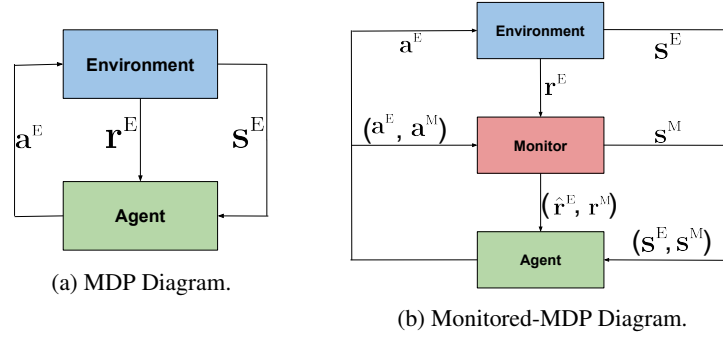 Environment
a^E
r^E
s^E
Agent
(a) MDP Diagram.
Environment
a^E
s^E
r^E
(a^E, a^M)
Monitor
s^M
(r̂^E, r^M)
Agent
(s^E, s^M)
(b) Monitored-MDP Diagram.